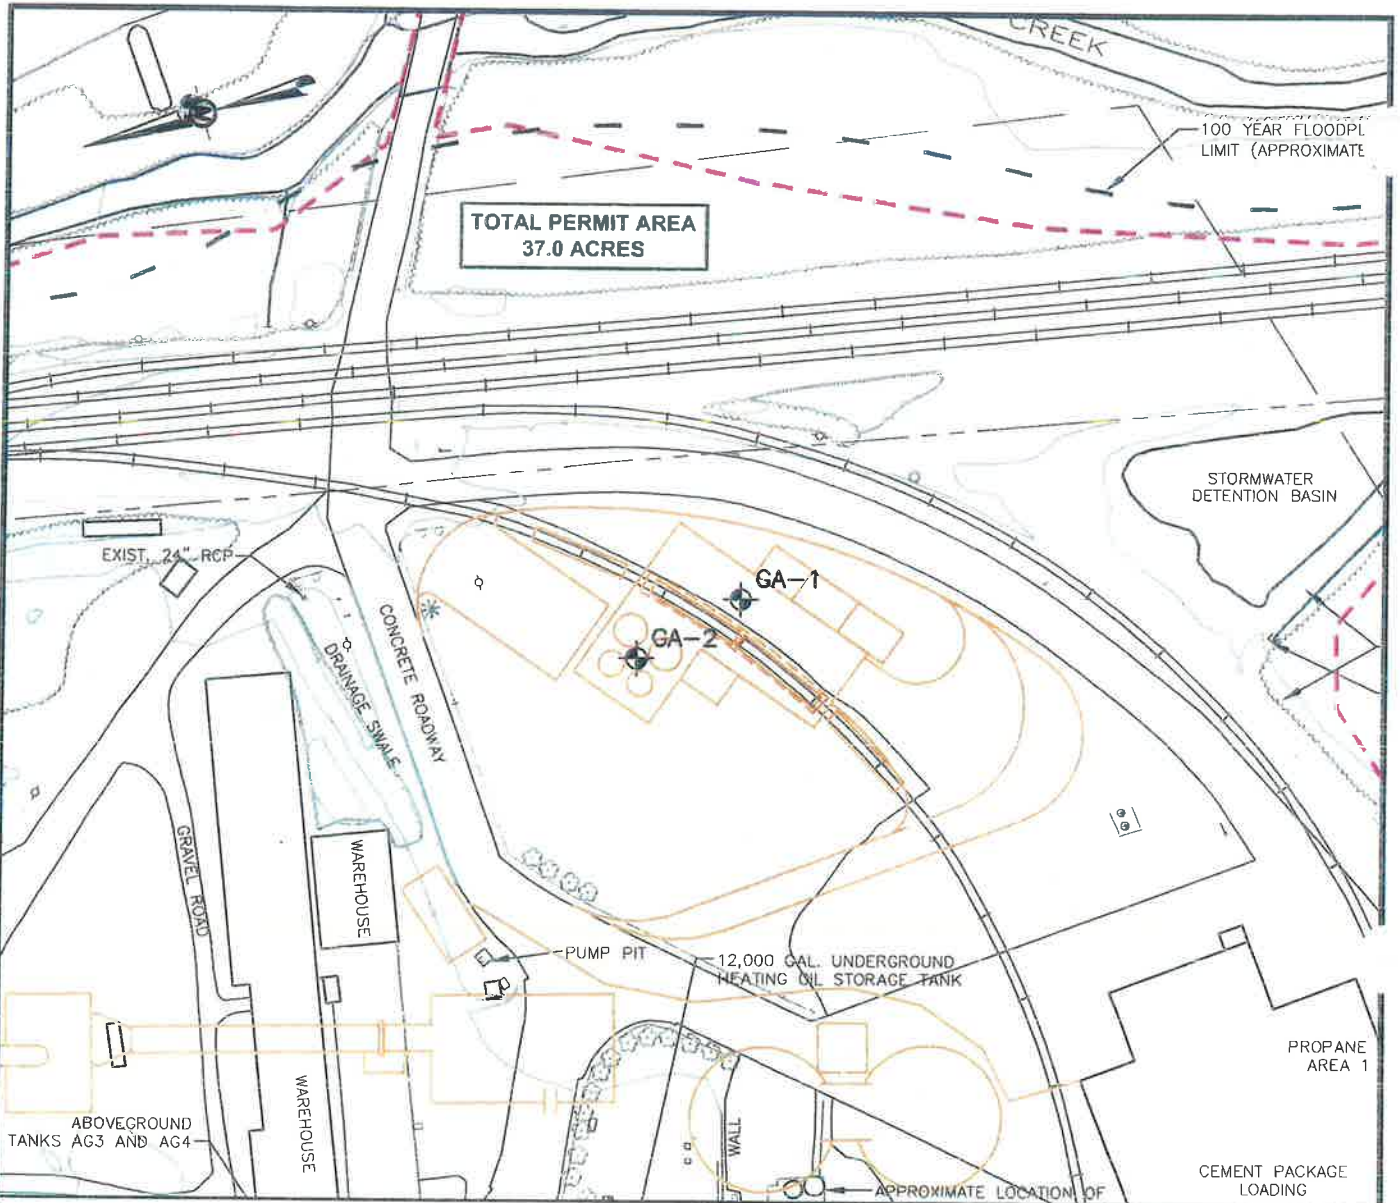 CREEK
100 YEAR FLOODPL
LIMIT (APPROXIMATE
TOTAL PERMIT AREA
37.0 ACRES
STORMWATER
DETENTION BASIN
EXIST. 24" RCP
GA-1
GA-2
CONCRETE ROADWAY
DRAINAGE SWALE
GRAVEL ROAD
WAREHOUSE
PUMP PIT
12,000 GAL. UNDERGROUND
HEATING OIL STORAGE TANK
PROPANE
AREA 1
WAREHOUSE
ABOVEGROUND
TANKS AG3 AND AG4
WALL
CEMENT PACKAGE
LOADING
APPROXIMATE LOCATION OF